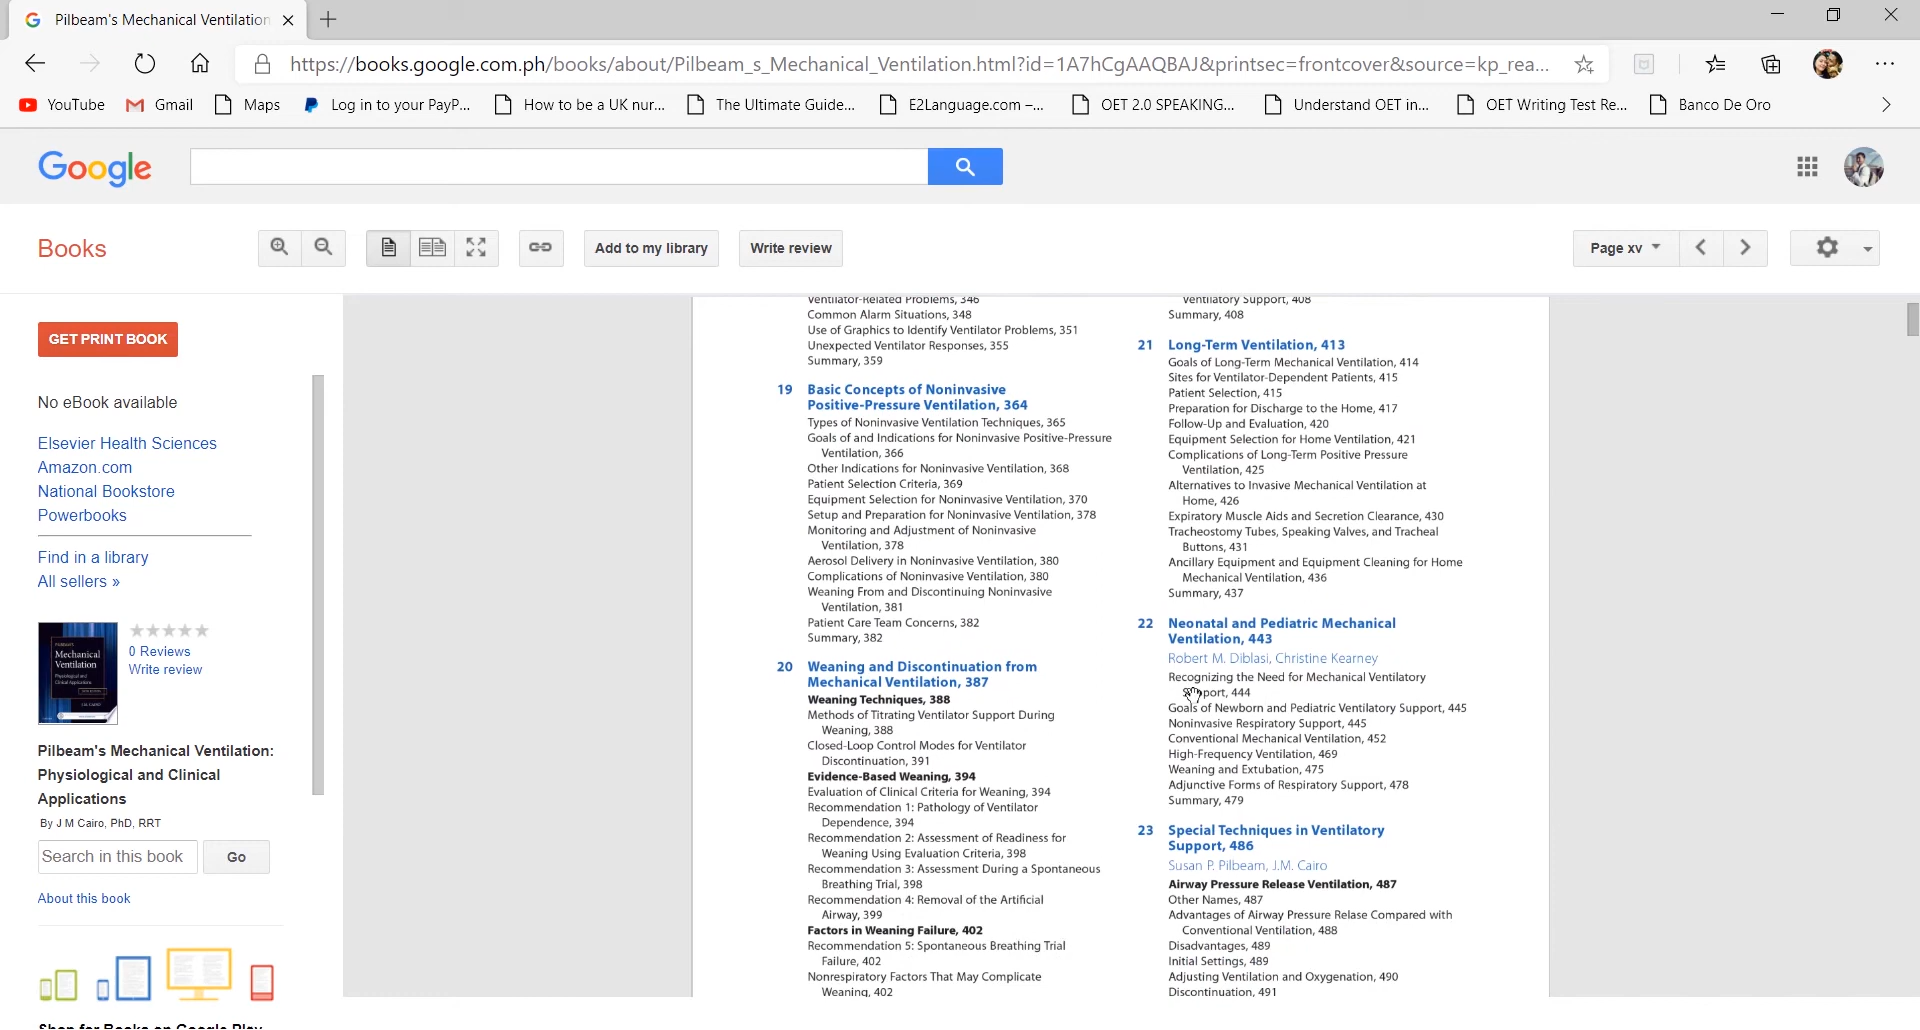 Pilbeam's Mechanical Ventilation
https://books.google.com.ph/books/about/Pilbeam_s_Mechanical_Ventilation.html?id=1A7hCgAAQBAJ&printsec=frontcover&source=kp_rea...
YouTube
Gmail
Maps
Log in to your PayP...
How to be a UK nur...
The Ultimate Guide...
E2Language.com –...
OET 2.0 SPEAKING...
Understand OET in...
OET Writing Test Re...
Banco De Oro
Google
Books
Add to my library
Write review
Page xv
GET PRINT BOOK
No eBook available
Elsevier Health Sciences
Amazon.com
National Bookstore
Powerbooks
Find in a library
All sellers »
Mechanical
Ventilation
0 Reviews
Write review
Pilbeam's Mechanical Ventilation:
Physiological and Clinical
Applications
By J M Cairo, PhD, RRT
Search in this book
Go
About this book
Shop for Books on Google Play
Ventilator-Related Problems, 346
Common Alarm Situations, 348
Use of Graphics to Identify Ventilator Problems, 351
Unexpected Ventilator Responses, 355
Summary, 359
19 Basic Concepts of Noninvasive
Positive-Pressure Ventilation, 364
Types of Noninvasive Ventilation Techniques, 365
Goals of and Indications for Noninvasive Positive-Pressure
Ventilation, 366
Other Indications for Noninvasive Ventilation, 368
Patient Selection Criteria, 369
Equipment Selection for Noninvasive Ventilation, 370
Setup and Preparation for Noninvasive Ventilation, 378
Monitoring and Adjustment of Noninvasive
Ventilation, 378
Aerosol Delivery in Noninvasive Ventilation, 380
Complications of Noninvasive Ventilation, 380
Weaning From and Discontinuing Noninvasive
Ventilation, 381
Patient Care Team Concerns, 382
Summary, 382
20 Weaning and Discontinuation from
Mechanical Ventilation, 387
Weaning Techniques, 388
Methods of Titrating Ventilator Support During
Weaning, 388
Closed-Loop Control Modes for Ventilator
Discontinuation, 391
Evidence-Based Weaning, 394
Evaluation of Clinical Criteria for Weaning, 394
Recommendation 1: Pathology of Ventilator
Dependence, 394
Recommendation 2: Assessment of Readiness for
Weaning Using Evaluation Criteria, 398
Recommendation 3: Assessment During a Spontaneous
Breathing Trial, 398
Recommendation 4: Removal of the Artificial
Airway, 399
Factors in Weaning Failure, 402
Recommendation 5: Spontaneous Breathing Trial
Failure, 402
Nonrespiratory Factors That May Complicate
Weaning, 402
Ventilatory Support, 408
Summary, 408
21 Long-Term Ventilation, 413
Goals of Long-Term Mechanical Ventilation, 414
Sites for Ventilator-Dependent Patients, 415
Patient Selection, 415
Preparation for Discharge to the Home, 417
Follow-Up and Evaluation, 420
Equipment Selection for Home Ventilation, 421
Complications of Long-Term Positive Pressure
Ventilation, 425
Alternatives to Invasive Mechanical Ventilation at
Home, 426
Expiratory Muscle Aids and Secretion Clearance, 430
Tracheostomy Tubes, Speaking Valves, and Tracheal
Buttons, 431
Ancillary Equipment and Equipment Cleaning for Home
Mechanical Ventilation, 436
Summary, 437
22 Neonatal and Pediatric Mechanical
Ventilation, 443
Robert M. Diblasi, Christine Kearney
Recognizing the Need for Mechanical Ventilatory
Support, 444
Goals of Newborn and Pediatric Ventilatory Support, 445
Noninvasive Respiratory Support, 445
Conventional Mechanical Ventilation, 452
High-Frequency Ventilation, 469
Weaning and Extubation, 475
Adjunctive Forms of Respiratory Support, 478
Summary, 479
23 Special Techniques in Ventilatory
Support, 486
Susan P. Pilbeam, J.M. Cairo
Airway Pressure Release Ventilation, 487
Other Names, 487
Advantages of Airway Pressure Relase Compared with
Conventional Ventilation, 488
Disadvantages, 489
Initial Settings, 489
Adjusting Ventilation and Oxygenation, 490
Discontinuation, 491